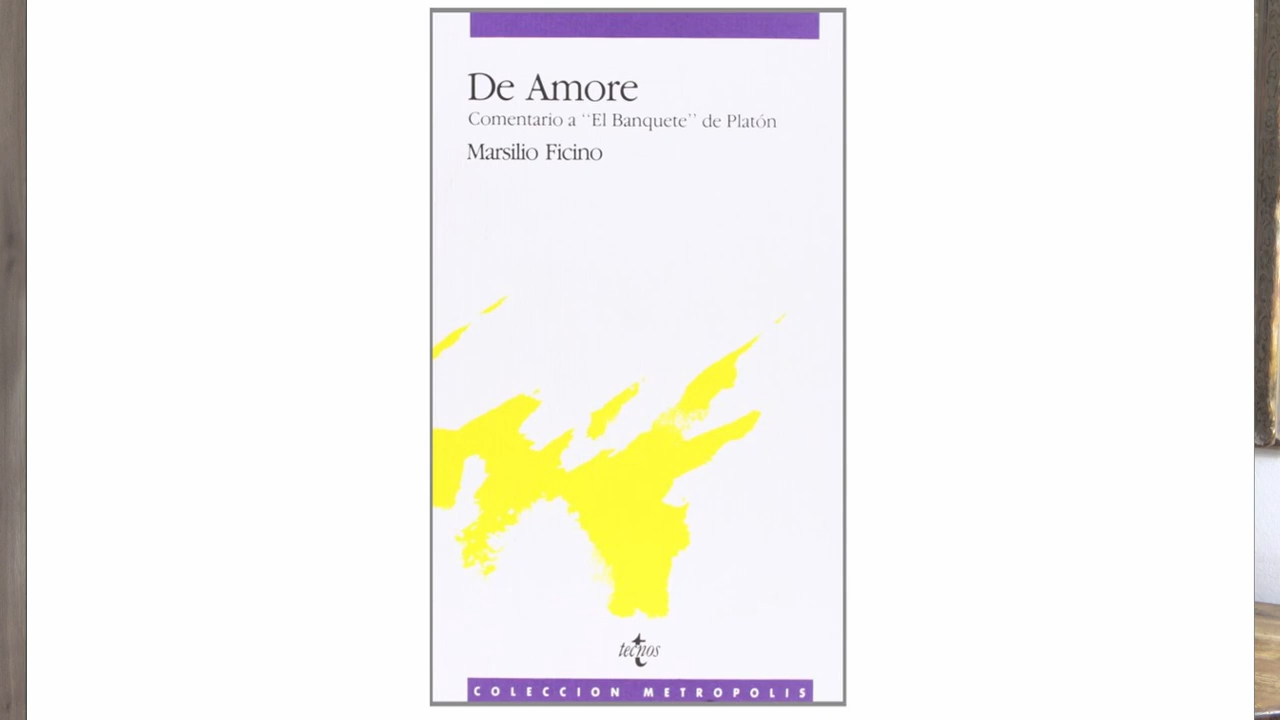 De Amore
Comentario a “El Banquete” de Platón
Marsilio Ficino
tecnos
COLECCION METROPOLIS